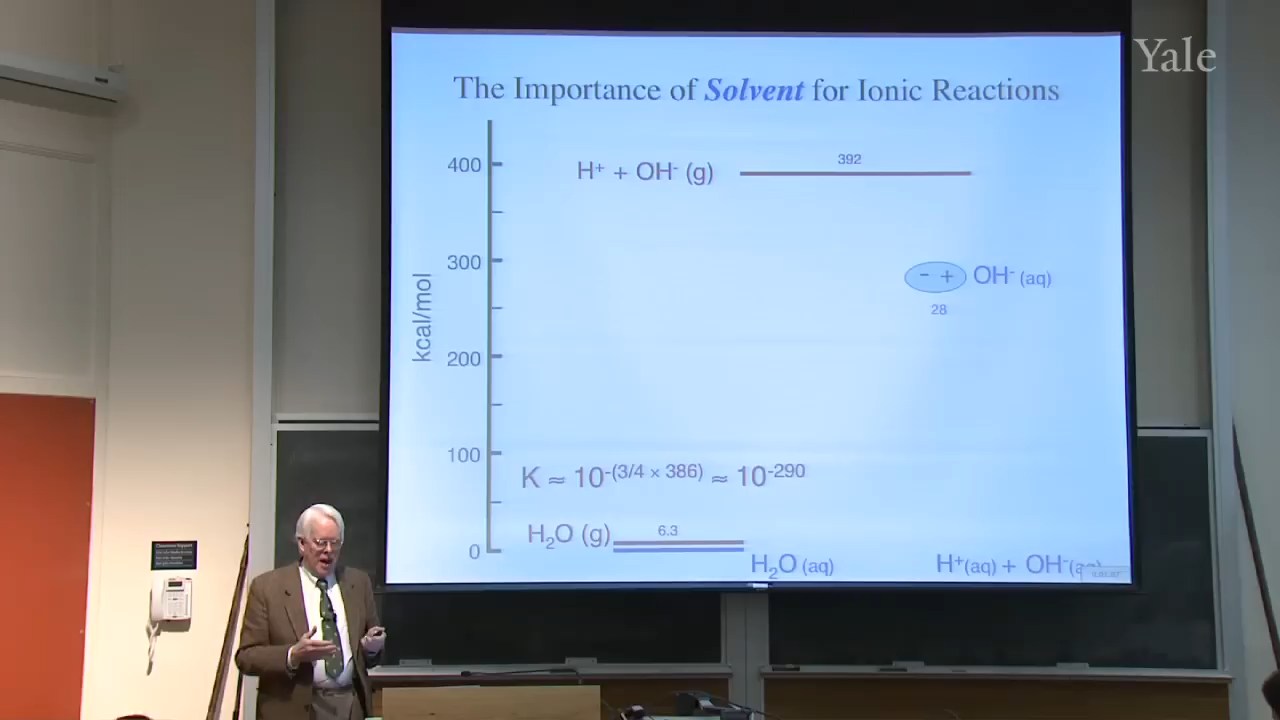 Yale
The Importance of Solvent for Ionic Reactions
kcal/mol
400
300
200
100
0
H⁺ + OH⁻ (g)
392
- + OH⁻ (aq)
28
K ≈ 10⁻⁽³/⁴ ˣ ³⁸⁶⁾ ≈ 10⁻²⁹⁰
H₂O (g)
6.3
H₂O (aq)
H⁺(aq) + OH⁻(aq)